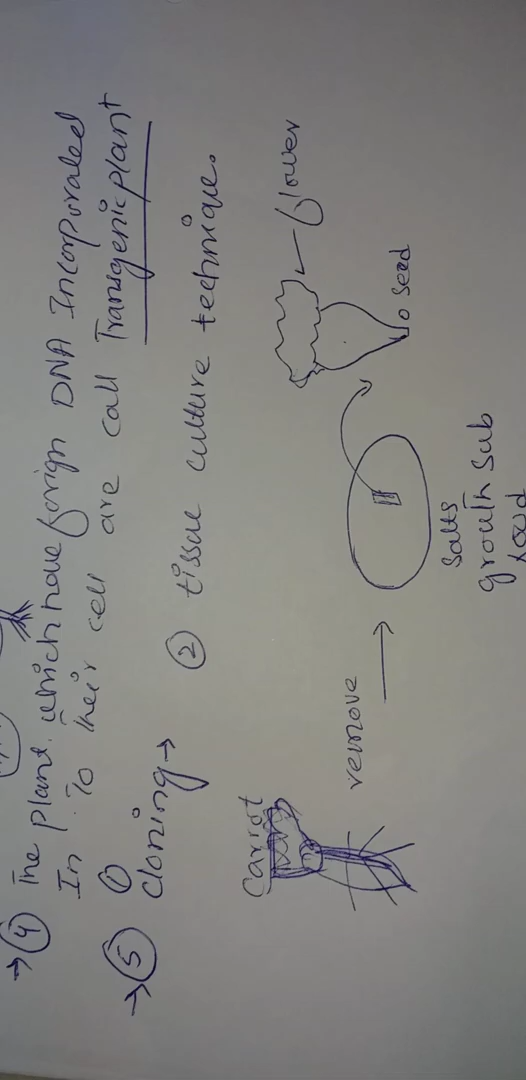 → ④ The plant. which have forign DNA Incorporated
In To their cell are call Transgenic plant
→ ⑤ ① Cloning →
② tissue culture technique.
Carrot
remove
flower
No seed
Salts
growth sub